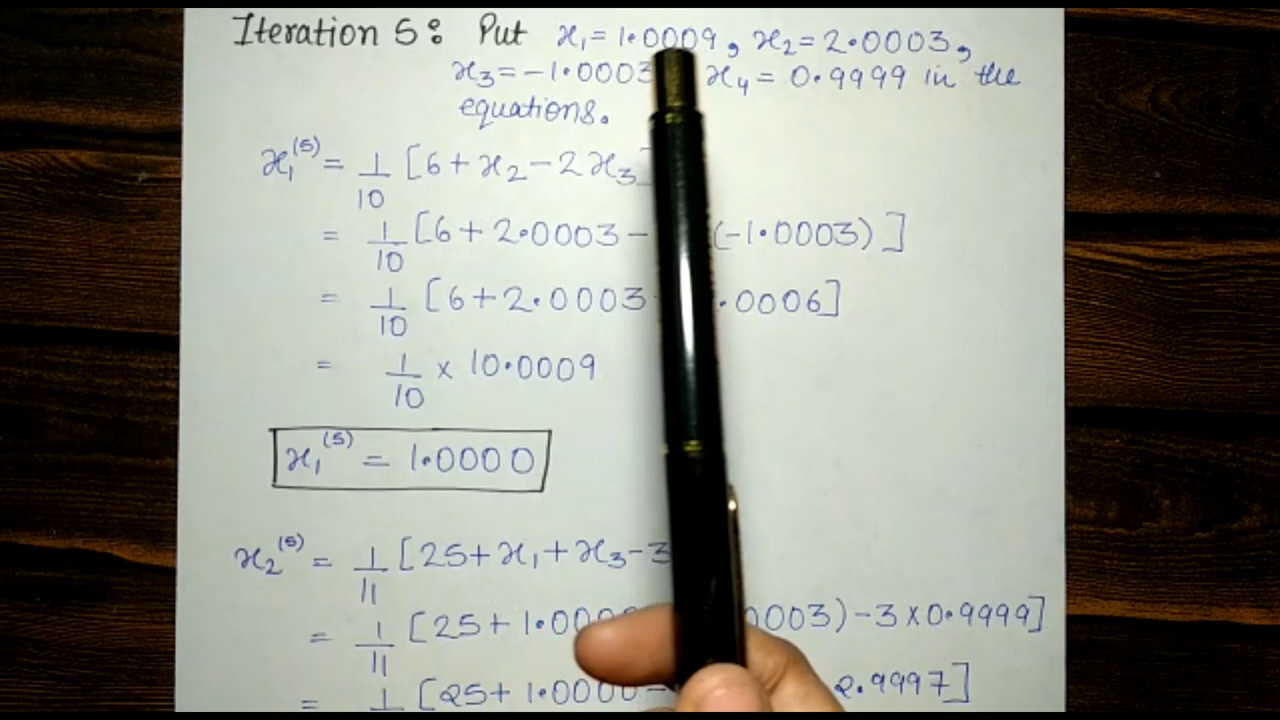 Iteration 5: Put x₁ = 1.0009, x₂ = 2.0003,
x₃ = -1.0003 x₄ = 0.9999 in the
equations.
x₁⁽⁵⁾ = 1/10 [6 + x₂ - 2x₃
= 1/10 [6 + 2.0003 - (-1.0003)]
= 1/10 [6 + 2.0003 .0006]
= 1/10 × 10.0009
x₁⁽⁵⁾ = 1.0000
x₂⁽⁵⁾ = 1/11 [25 + x₁ + x₃ - 3
= 1/11 [25 + 1.000 0003) - 3 × 0.9999]
= 1 [25 + 1.0000 - 2.9997]